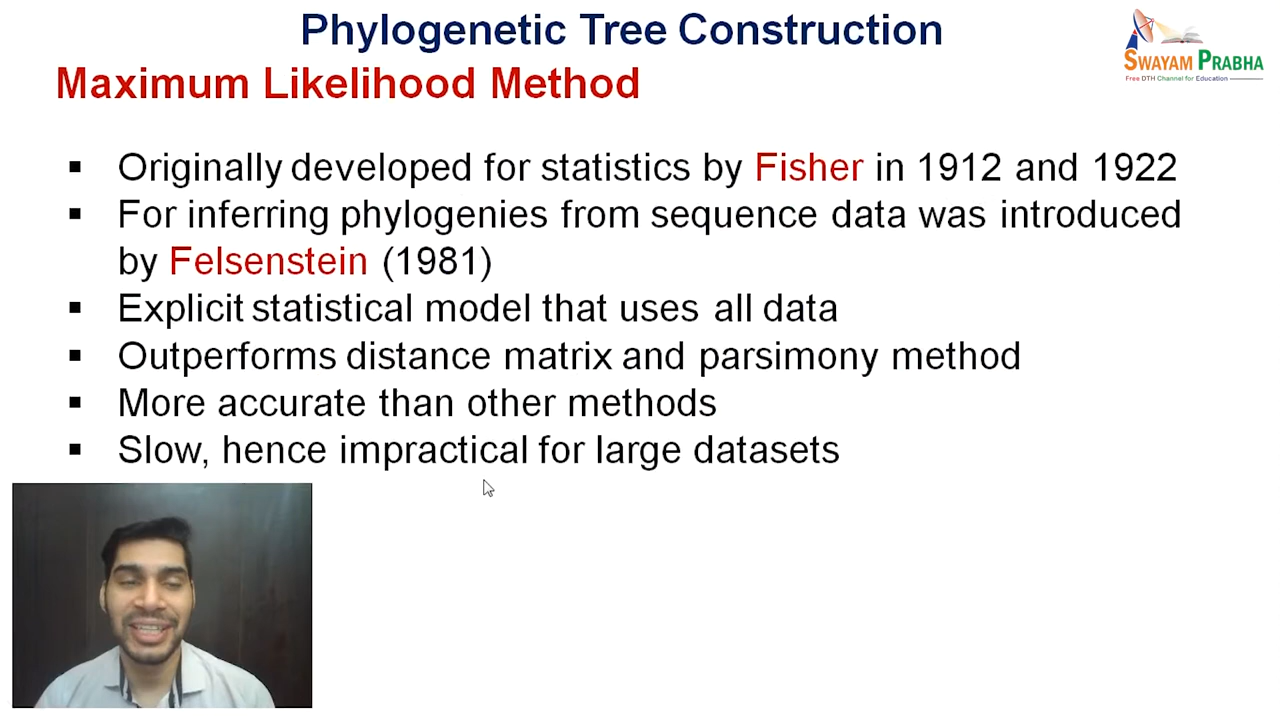 Phylogenetic Tree Construction
SWAYAM PRABHA
Free DTH Channel for Education
Maximum Likelihood Method
▪ Originally developed for statistics by Fisher in 1912 and 1922
▪ For inferring phylogenies from sequence data was introduced
by Felsenstein (1981)
▪ Explicit statistical model that uses all data
▪ Outperforms distance matrix and parsimony method
▪ More accurate than other methods
▪ Slow, hence impractical for large datasets